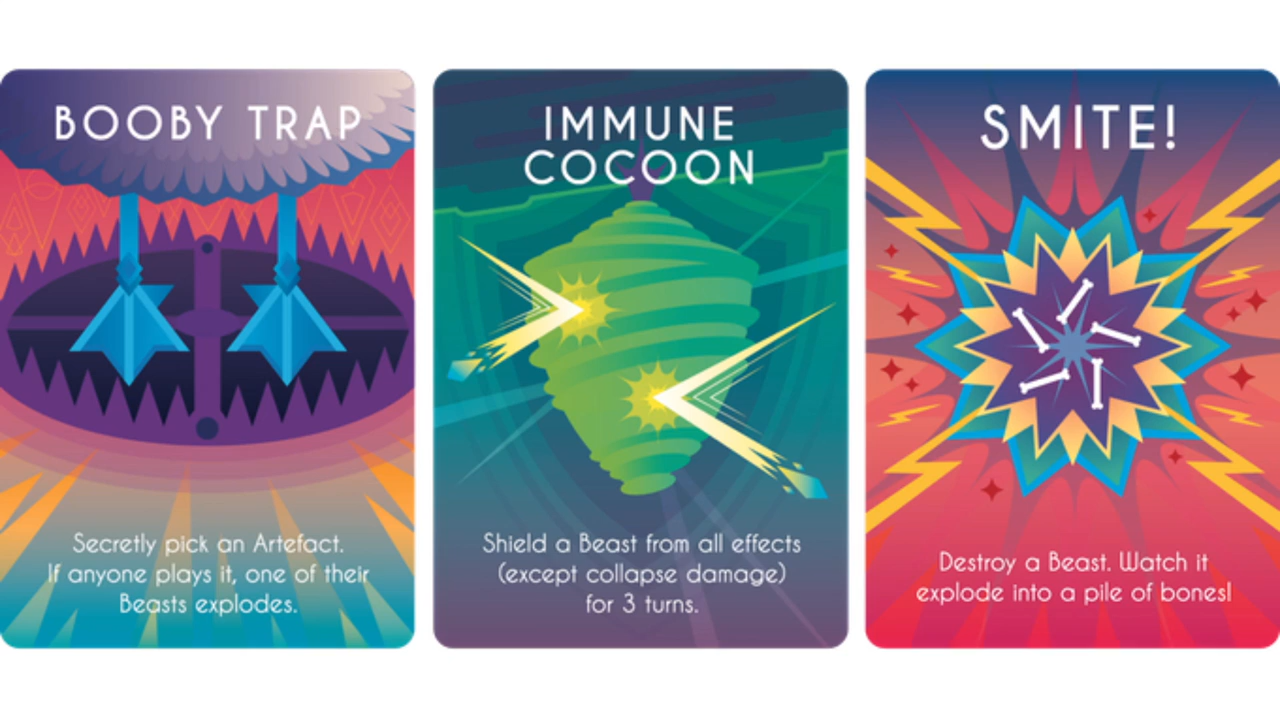 BOOBY TRAP
Secretly pick an Artefact.
If anyone plays it, one of their
Beasts explodes.
IMMUNE
COCOON
Shield a Beast from all effects
(except collapse damage)
for 3 turns.
SMITE!
Destroy a Beast. Watch it
explode into a pile of bones!